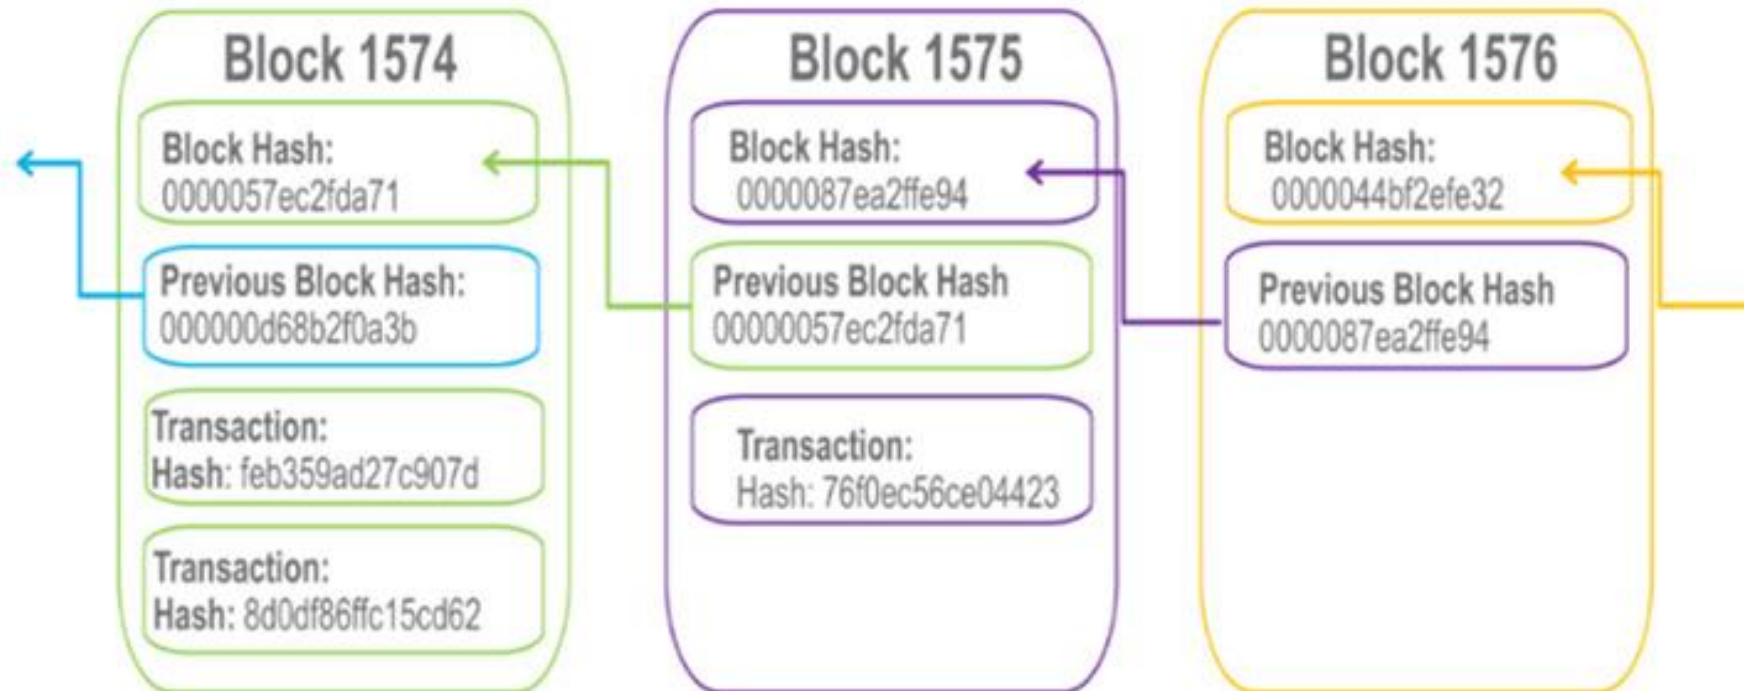 Block 1574
Block Hash:
0000057ec2fda71
Previous Block Hash:
000000d68b2f0a3b
Transaction:
Hash: feb359ad27c907d
Transaction:
Hash: 8d0df86ffc15cd62
Block 1575
Block Hash:
0000087ea2ffe94
Previous Block Hash
00000057ec2fda71
Transaction:
Hash: 76f0ec56ce04423
Block 1576
Block Hash:
0000044bf2efe32
Previous Block Hash
0000087ea2ffe94